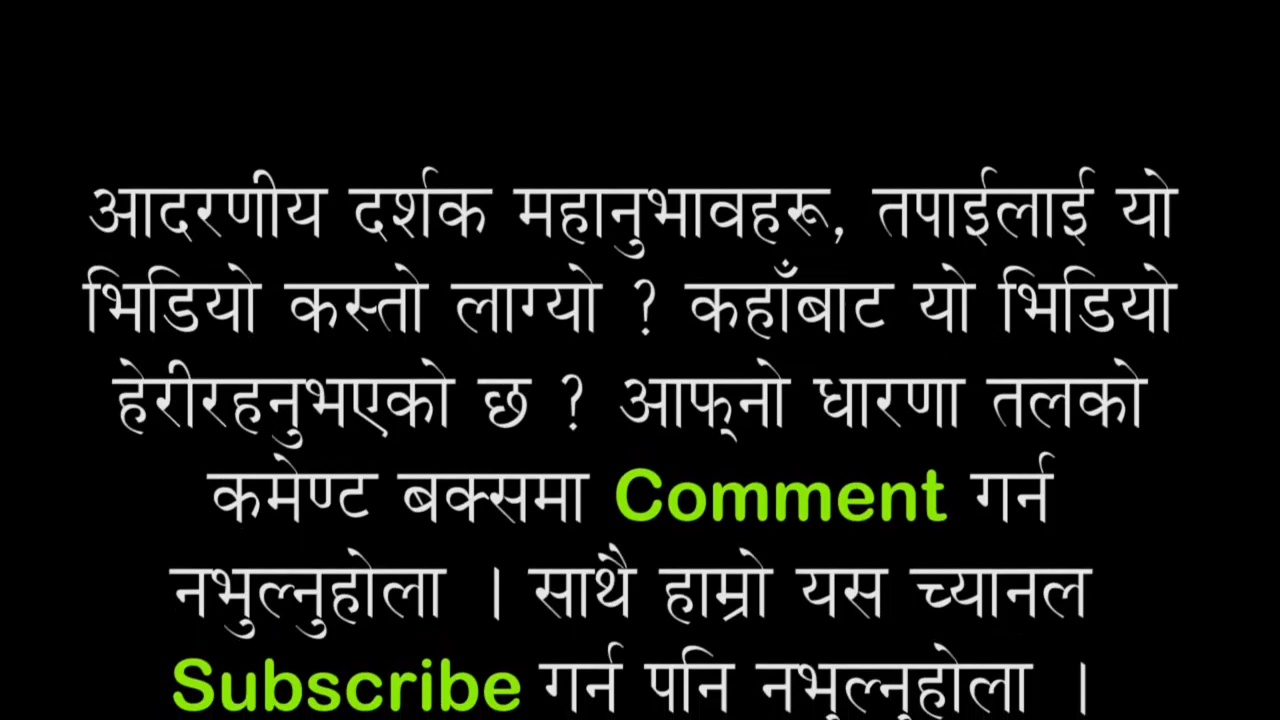 आदरणीय दर्शक महानुभावहरू, तपाईलाई यो
भिडियो कस्तो लाग्यो ? कहाँबाट यो भिडियो
हेरीरहनुभएको छ ? आफ्‌नो धारणा तलको
कमेण्ट बक्समा Comment गर्न
नभुल्नुहोला । साथै हाम्रो यस च्यानल
Subscribe गर्न पनि नभुल्नुहोला ।